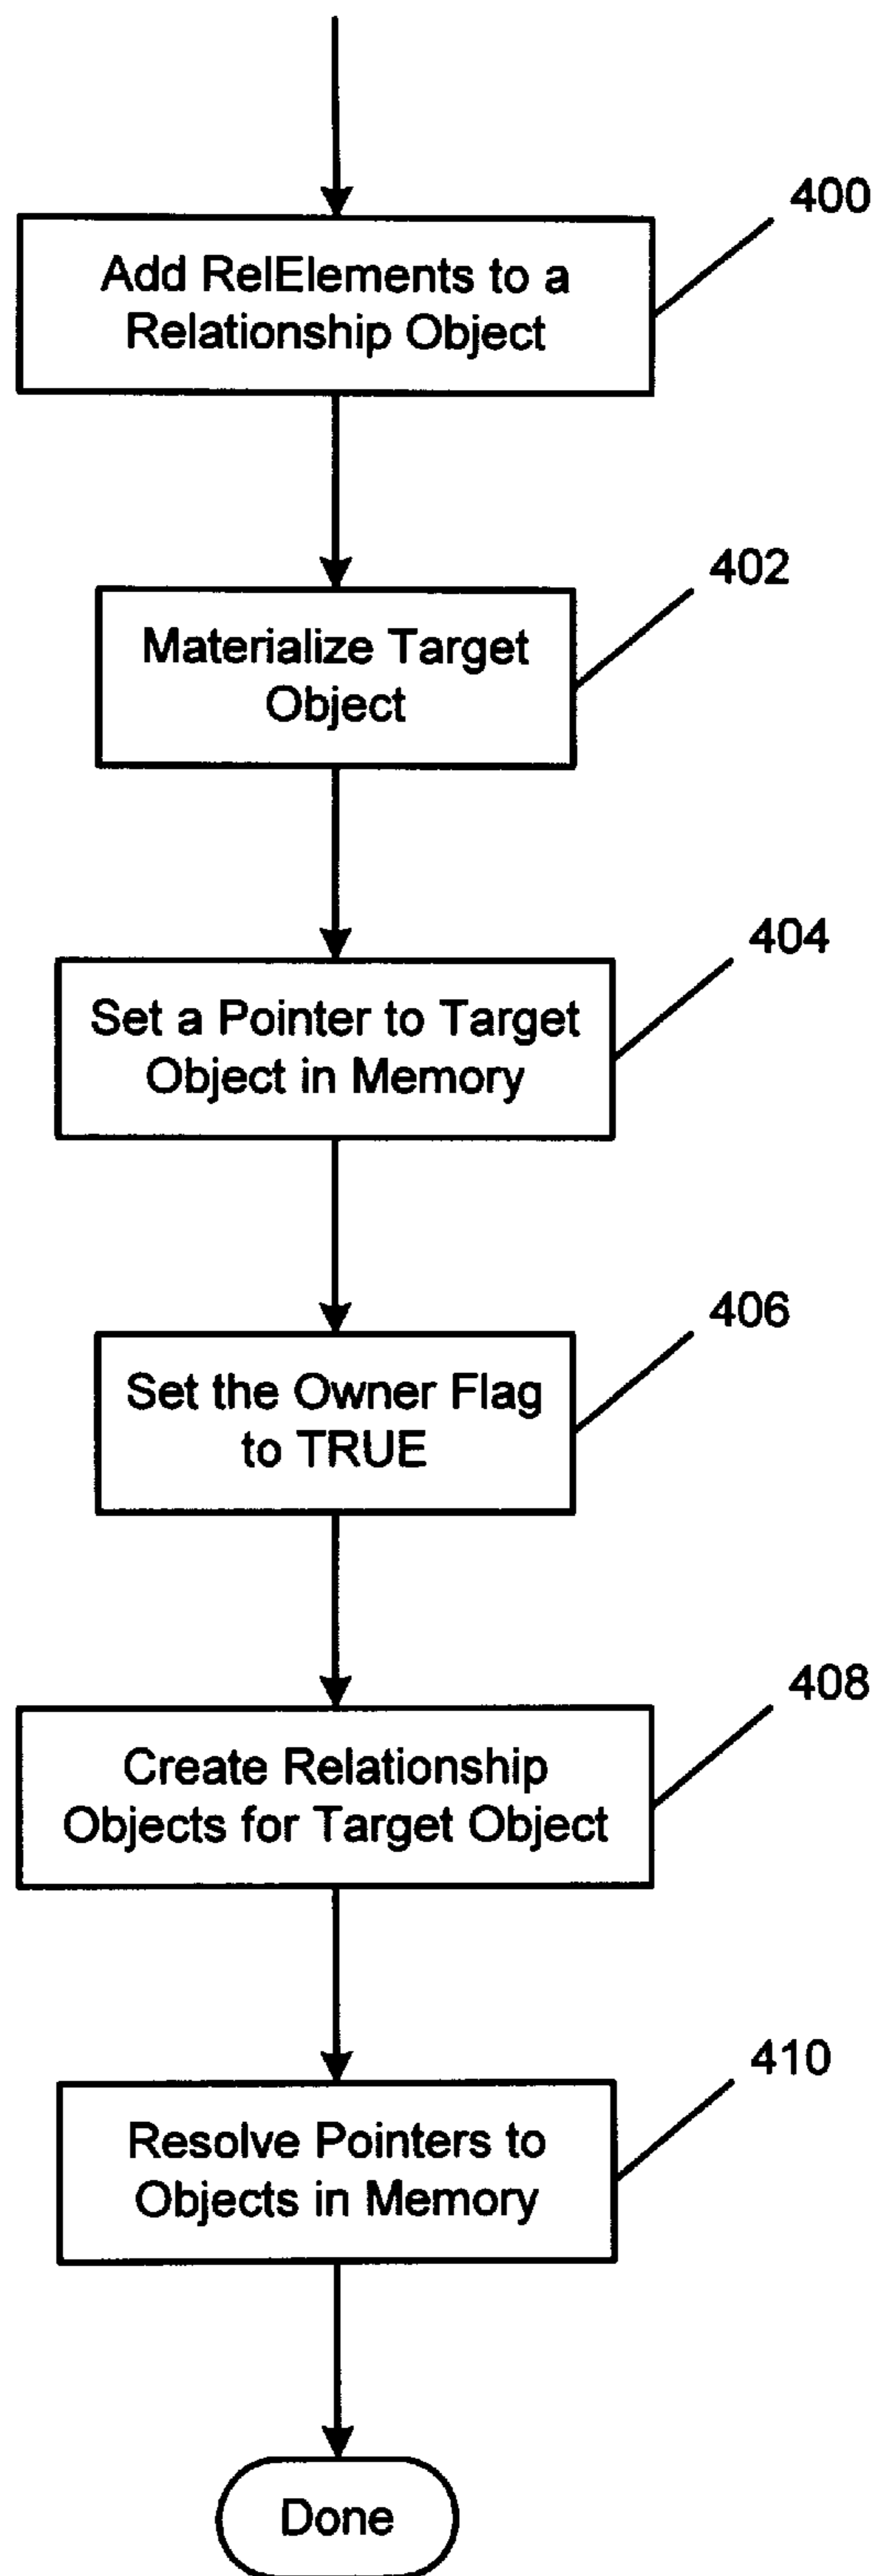 400
Add RelElements to a
Relationship Object
402
Materialize Target
Object
404
Set a Pointer to Target
Object in Memory
406
Set the Owner Flag
to TRUE
408
Create Relationship
Objects for Target Object
410
Resolve Pointers to
Objects in Memory
Done